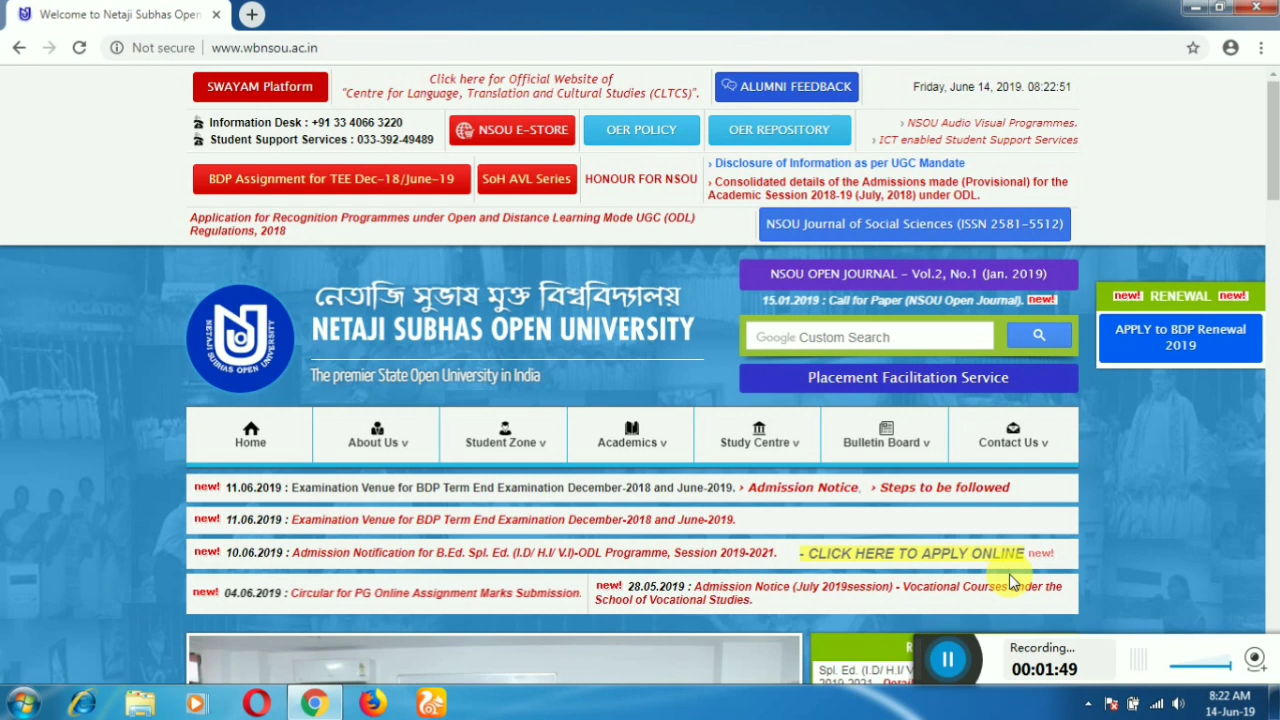 Welcome to Netaji Subhas Open
Not secure
www.wbnsou.ac.in
SWAYAM Platform
Click here for Official Website of
"Centre for Language, Translation and Cultural Studies (CLTCS)".
ALUMNI FEEDBACK
Friday, June 14, 2019. 08:22:51
Information Desk : +91 33 4066 3220
Student Support Services : 033-392-49489
NSOU E-STORE
OER POLICY
OER REPOSITORY
› NSOU Audio Visual Programmes.
› ICT enabled Student Support Services
BDP Assignment for TEE Dec-18/June-19
SoH AVL Series
HONOUR FOR NSOU
› Disclosure of Information as per UGC Mandate
› Consolidated details of the Admissions made (Provisional) for the
Academic Session 2018-19 (July, 2018) under ODL.
Application for Recognition Programmes under Open and Distance Learning Mode UGC (ODL)
Regulations, 2018
NSOU Journal of Social Sciences (ISSN 2581-5512)
NETAJI SUBHAS OPEN UNIVERSITY
নেতাজি সুভাষ মুক্ত বিশ্ববিদ্যালয়
NETAJI SUBHAS OPEN UNIVERSITY
The premier State Open University in India
NSOU OPEN JOURNAL - Vol.2, No.1 (Jan. 2019)
15.01.2019 : Call for Paper (NSOU Open Journal). new!
Google Custom Search
Placement Facilitation Service
new! RENEWAL new!
APPLY to BDP Renewal
2019
Home
About Us v
Student Zone v
Academics v
Study Centre v
Bulletin Board v
Contact Us v
new! 11.06.2019 : Examination Venue for BDP Term End Examination December-2018 and June-2019. › Admission Notice, › Steps to be followed
new! 11.06.2019 : Examination Venue for BDP Term End Examination December-2018 and June-2019.
new! 10.06.2019 : Admission Notification for B.Ed. Spl. Ed. (I.D/ H.I/ V.I)-ODL Programme, Session 2019-2021. - CLICK HERE TO APPLY ONLINE new!
new! 04.06.2019 : Circular for PG Online Assignment Marks Submission.
new! 28.05.2019 : Admission Notice (July 2019session) - Vocational Courses under the
School of Vocational Studies.
Spl. Ed. (I.D/ H.I/ V
Recording...
00:01:49
8:22 AM
14-Jun-19